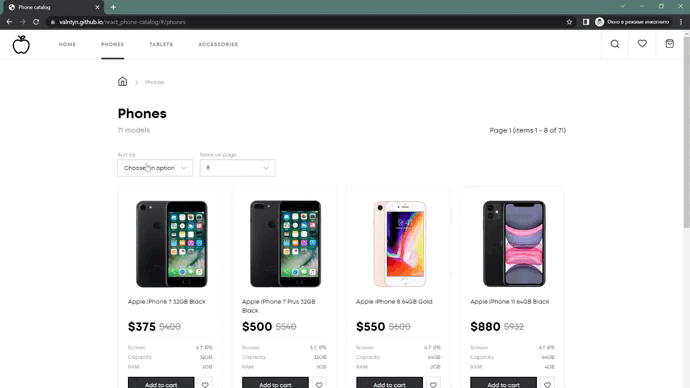 Phone catalog
valntyn.github.io/react_phone-catalog/#/phones
Окно в режиме инкогнито
HOME
PHONES
TABLETS
ACCESSORIES
Phones
Phones
71 models
Page 1 (items 1 - 8 of 71)
Sort by
Items on page
Choose an option
8
Apple iPhone 7 32GB Black
Apple iPhone 7 Plus 32GB Black
Apple iPhone 8 64GB Gold
Apple iPhone 11 64GB Black
$375 $400
$500 $540
$550 $600
$880 $932
Screen 4.7' IPS
Screen 5.5' IPS
Screen 4.7' IPS
Screen 6.1' IPS
Capacity 32GB
Capacity 32GB
Capacity 64GB
Capacity 64GB
RAM 2GB
RAM 3GB
RAM 2GB
RAM 4GB
Add to cart
Add to cart
Add to cart
Add to cart